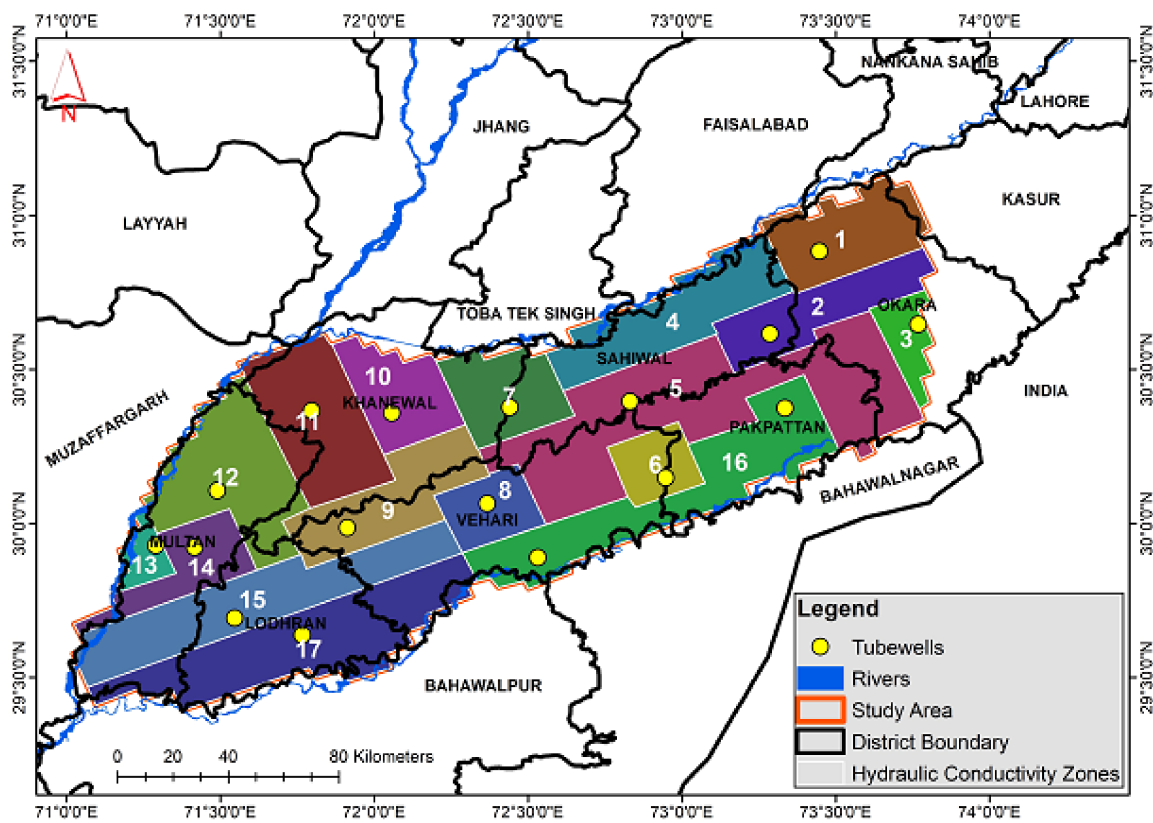 71°0'0"E 71°30'0"E 72°0'0"E 72°30'0"E 73°0'0"E 73°30'0"E 74°0'0"E
31°30'0"N 31°30'0"N
N
NANKANA SAHIB
LAHORE
JHANG
FAISALABAD
KASUR
LAYYAH
31°0'0"N 31°0'0"N
1
2
OKARA
TOBA TEK SINGH
4
3
SAHIWAL
30°30'0"N 30°30'0"N
10
5
INDIA
7
KHANEWAL
MUZAFFARGARH
11
PAKPATTAN
6
16
BAHAWALNAGAR
12
8
9
VEHARI
30°0'0"N 30°0'0"N
MULTAN
13
14
15
LODHRAN
17
29°30'0"N 29°30'0"N
BAHAWALPUR
Legend
Tubewells
Rivers
Study Area
District Boundary
Hydraulic Conductivity Zones
0 20 40 80 Kilometers
71°0'0"E 71°30'0"E 72°0'0"E 72°30'0"E 73°0'0"E 73°30'0"E 74°0'0"E